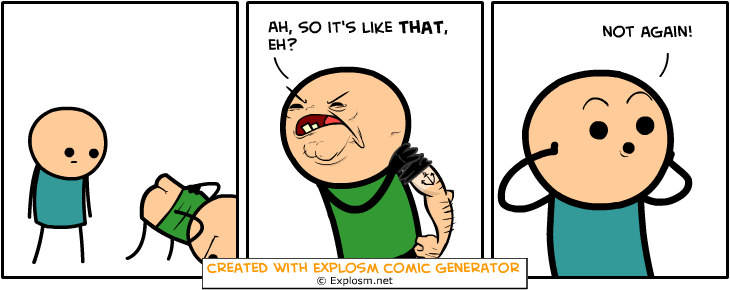 AH, SO IT'S LIKE THAT,
EH?
NOT AGAIN!
CREATED WITH EXPLOSM COMIC GENERATOR
© Explosm.net